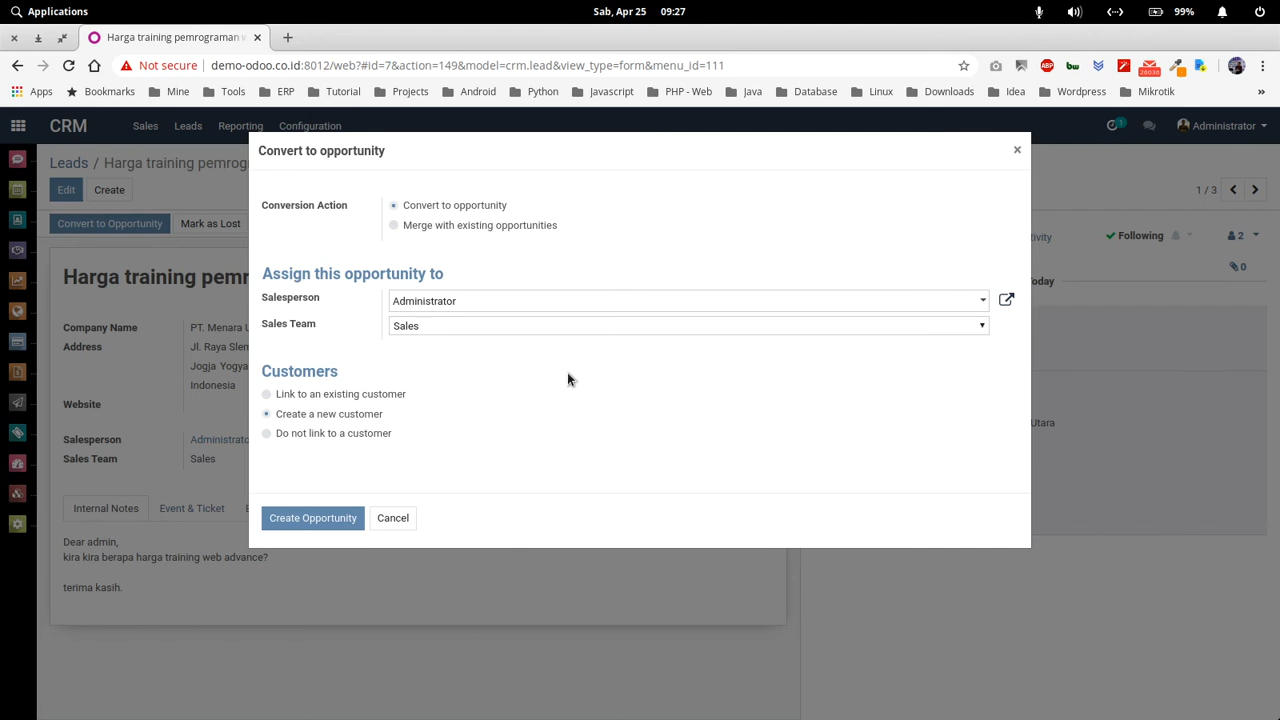 Applications
Sab, Apr 25 09:27
99%
Harga training pemrograman w
Not secure demo-odoo.co.id:8012/web?#id=7&action=149&model=crm.lead&view_type=form&menu_id=111
ABP
bw
26036
Apps Bookmarks Mine Tools ERP Tutorial Projects Android Python Javascript PHP - Web Java Database Linux Downloads Idea Wordpress Mikrotik »
CRM Sales Leads Reporting Configuration 1 Administrator
Convert to opportunity
×
Leads / Harga training pemrog
Edit Create
1 / 3
Convert to Opportunity Mark as Lost
Conversion Action
Convert to opportunity
Merge with existing opportunities
Following 2
0
Harga training pemr
Assign this opportunity to
Salesperson Administrator
Sales Team Sales
Company Name PT. Menara U
Address Jl. Raya Slem
Jogja Yogya
Indonesia
Website
Salesperson Administrato
Sales Team Sales
Customers
Link to an existing customer
Create a new customer
Do not link to a customer
Utara
Internal Notes Event & Ticket
Create Opportunity Cancel
Dear admin,
kira kira berapa harga training web advance?
terima kasih.